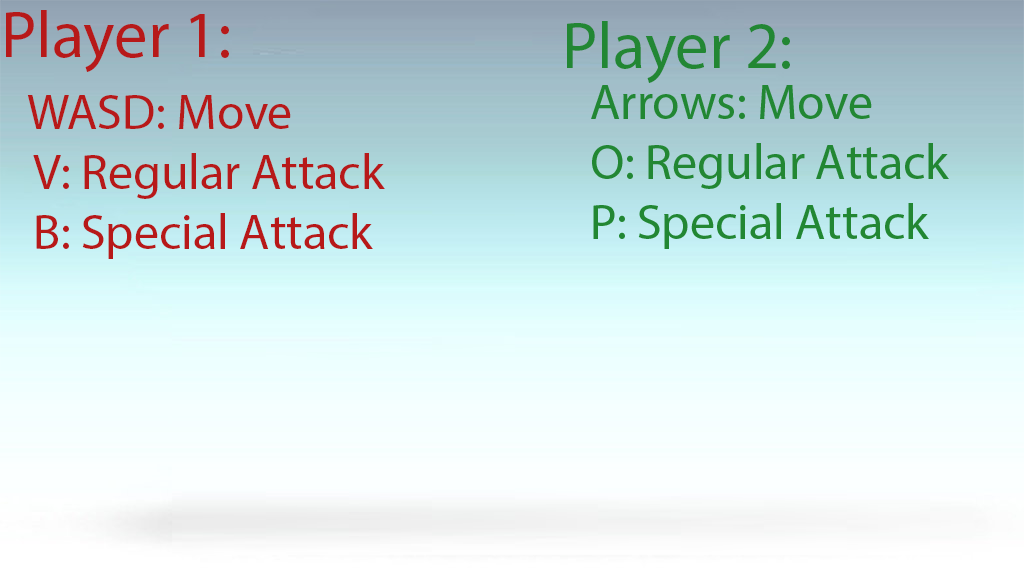 Player 1:
WASD: Move
V: Regular Attack
B: Special Attack
Player 2:
Arrows: Move
O: Regular Attack
P: Special Attack